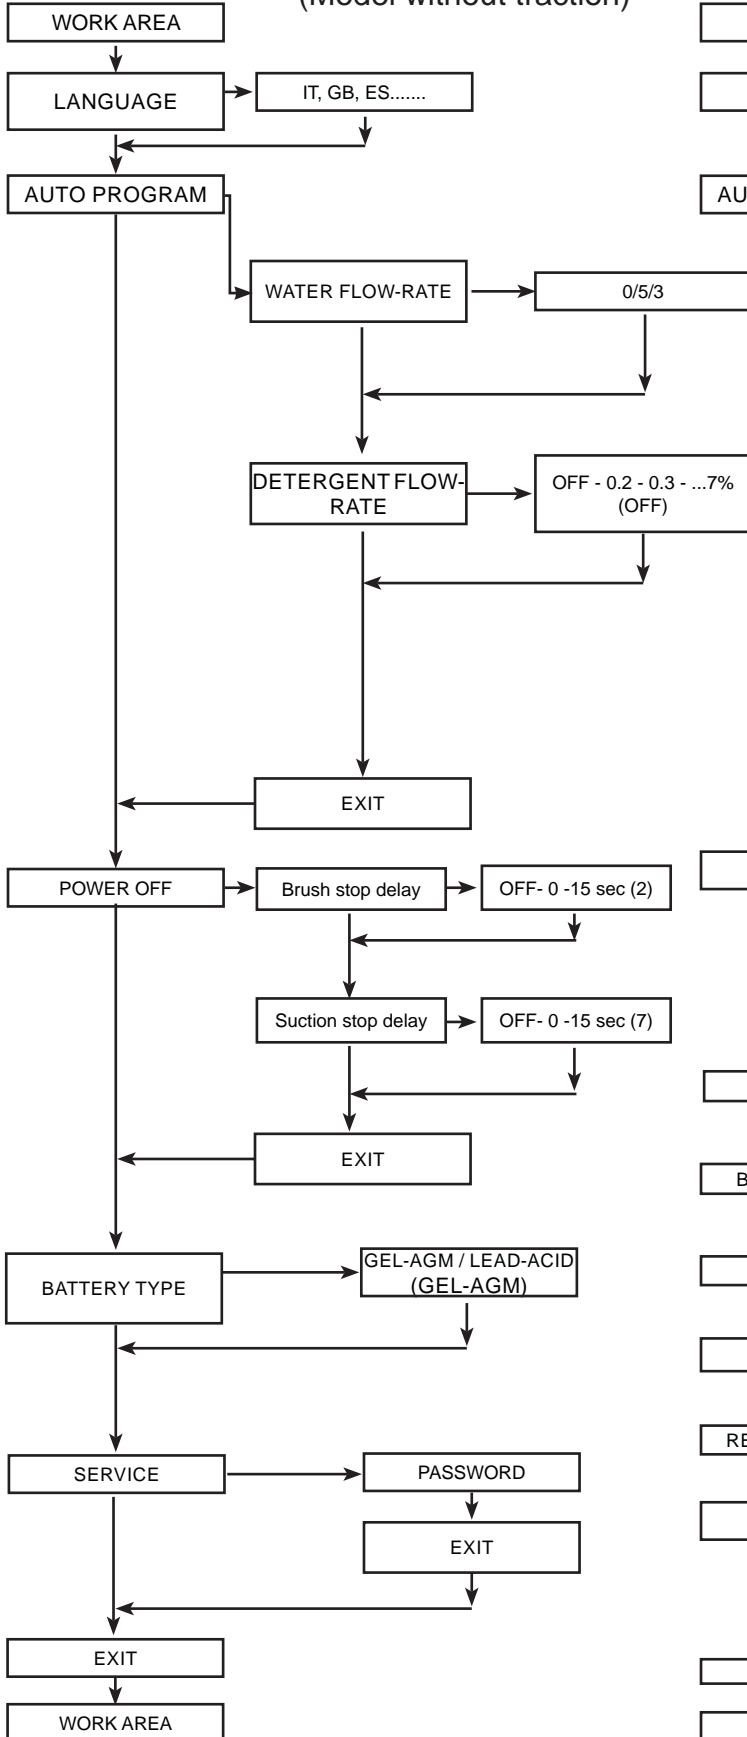 (Model without traction)
WORK AREA
LANGUAGE
IT, GB, ES.......
AUTO PROGRAM
AU
WATER FLOW-RATE
0/5/3
DETERGENT FLOW-
RATE
OFF - 0.2 - 0.3 - ...7%
(OFF)
EXIT
POWER OFF
Brush stop delay
OFF- 0 -15 sec (2)
Suction stop delay
OFF- 0 -15 sec (7)
EXIT
B
BATTERY TYPE
GEL-AGM / LEAD-ACID
(GEL-AGM)
RE
SERVICE
PASSWORD
EXIT
EXIT
WORK AREA